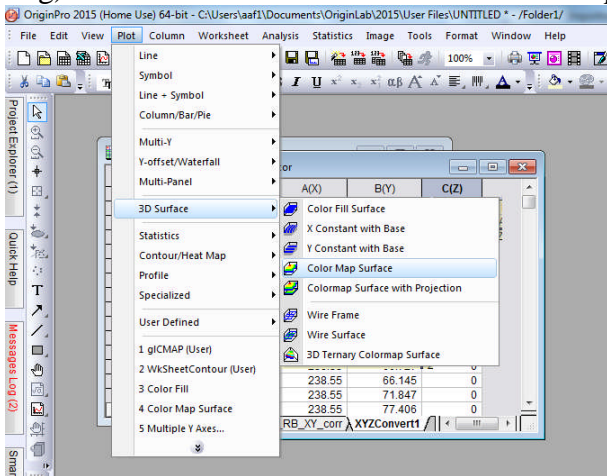 OriginPro 2015 (Home Use) 64-bit - C:\Users\aaf1\Documents\OriginLab\2015\User Files\UNTITLED * - /Folder1/
File Edit View Plot Column Worksheet Analysis Statistics Image Tools Format Window Help
100%
Project Explorer (1)
Quick Help
Messages Log (2)
Smar
Line
Symbol
Line + Symbol
Column/Bar/Pie
Multi-Y
Y-offset/Waterfall
Multi-Panel
3D Surface
Statistics
Contour/Heat Map
Profile
Specialized
User Defined
1 glCMAP (User)
2 WkSheetContour (User)
3 Color Fill
4 Color Map Surface
5 Multiple Y Axes...
or
A(X) B(Y) C(Z)
Color Fill Surface
X Constant with Base
Y Constant with Base
Color Map Surface
Colormap Surface with Projection
Wire Frame
Wire Surface
3D Ternary Colormap Surface
238.55 66.145 0
238.55 71.847 0
238.55 77.406 0
RB_XY_corr XYZConvert1